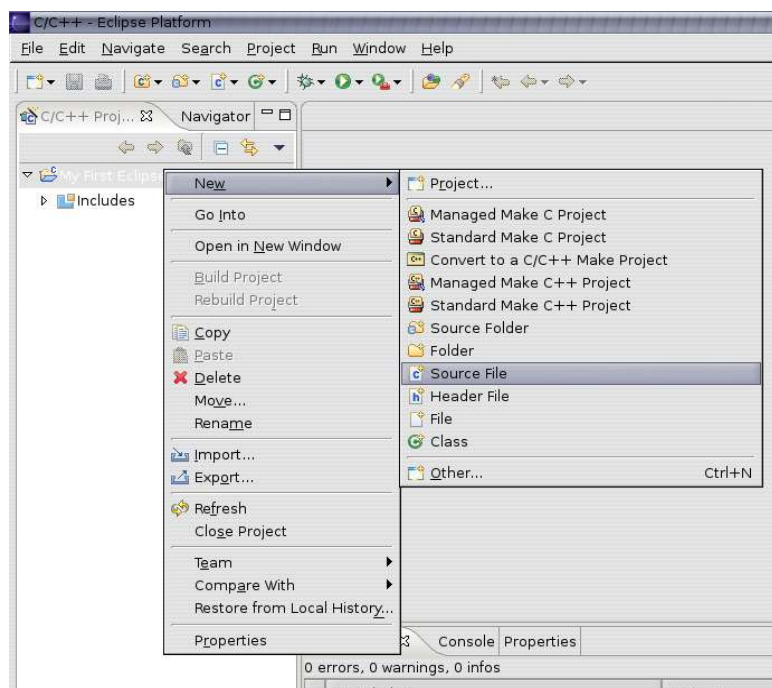 C/C++ - Eclipse Platform
File Edit Navigate Search Project Run Window Help
C/C++ Proj... Navigator
My First Eclips
Includes
New
Go Into
Open in New Window
Build Project
Rebuild Project
Copy
Paste
Delete
Move...
Rename
Import...
Export...
Refresh
Close Project
Team
Compare With
Restore from Local History...
Properties
Project...
Managed Make C Project
Standard Make C Project
Convert to a C/C++ Make Project
Managed Make C++ Project
Standard Make C++ Project
Source Folder
Folder
Source File
Header File
File
Class
Other... Ctrl+N
Console Properties
0 errors, 0 warnings, 0 infos